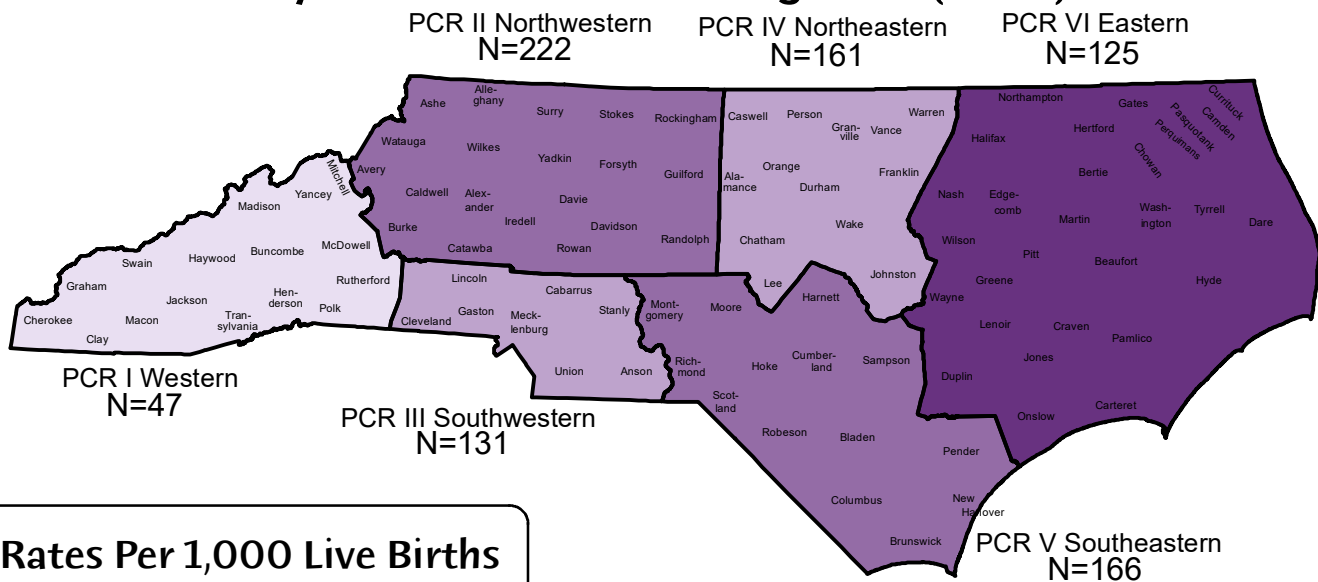 PCR II Northwestern
N=222
PCR IV Northeastern
N=161
PCR VI Eastern
N=125
Ashe
Alle-
ghany
Surry
Stokes
Rockingham
Watauga
Wilkes
Yadkin
Forsyth
Guilford
Avery
Caldwell
Alex-
ander
Davie
Iredell
Davidson
Burke
Catawba
Rowan
Randolph
Caswell
Person
Gran-
ville
Vance
Warren
Orange
Franklin
Ala-
mance
Durham
Wake
Chatham
Johnston
Northampton
Gates
Currituck
Camden
Pasquotank
Perquimans
Chowan
Halifax
Hertford
Bertie
Nash
Edge-
comb
Martin
Wash-
ington
Tyrrell
Dare
Wilson
Pitt
Beaufort
Greene
Hyde
Wayne
Lenoir
Craven
Pamlico
Jones
Duplin
Onslow
Carteret
Mitchell
Yancey
Madison
McDowell
Buncombe
Haywood
Swain
Rutherford
Graham
Jackson
Hen-
derson
Polk
Cherokee
Macon
Tran-
sylvania
Clay
PCR I Western
N=47
Lincoln
Cabarrus
Gaston
Stanly
Cleveland
Meck-
lenburg
Union
Anson
PCR III Southwestern
N=131
Lee
Harnett
Mont-
gomery
Moore
Rich-
mond
Hoke
Cumber-
land
Sampson
Scot-
land
Robeson
Bladen
Pender
Columbus
New
Hanover
Brunswick
PCR V Southeastern
N=166
Rates Per 1,000 Live Births